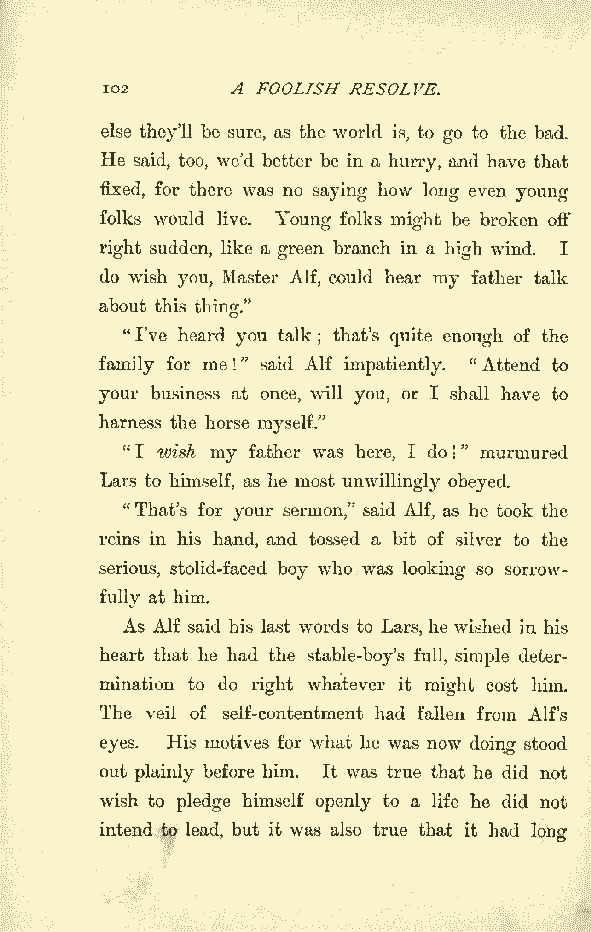 102 A FOOLISH RESOLVE.
else they'll be sure, as the world is, to go to the bad.
He said, too, we'd better be in a hurry, and have that
fixed, for there was no saying how long even young
folks would live. Young folks might be broken off
right sudden, like a green branch in a high wind. I
do wish you, Master Alf, could hear my father talk
about this thing."
"I've heard you talk; that's quite enough of the
family for me!" said Alf impatiently. "Attend to
your business at once, will you, or I shall have to
harness the horse myself."
"I wish my father was here, I do!" murmured
Lars to himself, as he most unwillingly obeyed.
"That's for your sermon," said Alf, as he took the
reins in his hand, and tossed a bit of silver to the
serious, stolid-faced boy who was looking so sorrow-
fully at him.
As Alf said his last words to Lars, he wished in his
heart that he had the stable-boy's full, simple deter-
mination to do right whatever it might cost him.
The veil of self-contentment had fallen from Alf's
eyes. His motives for what he was now doing stood
out plainly before him. It was true that he did not
wish to pledge himself openly to a life he did not
intend to lead, but it was also true that it had long